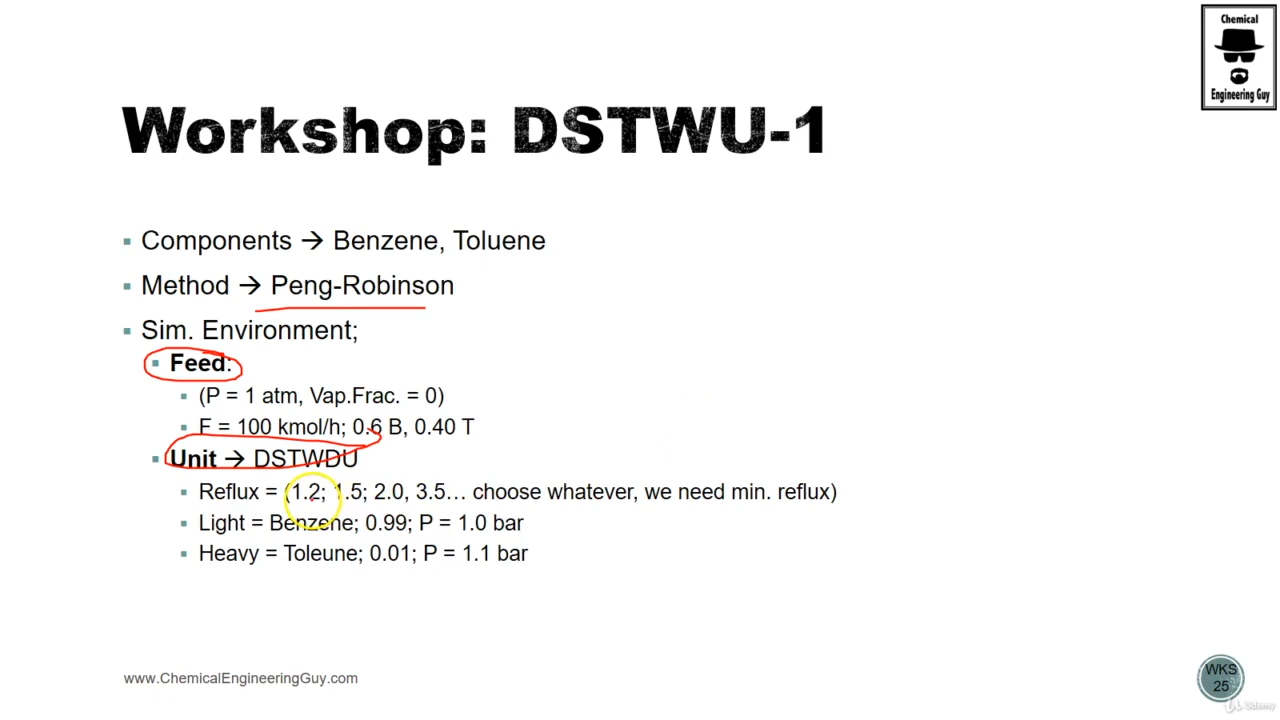 Chemical
Engineering Guy
Workshop: DSTWU-1
Components → Benzene, Toluene
Method → Peng-Robinson
Sim. Environment;
Feed:
(P = 1 atm, Vap.Frac. = 0)
F = 100 kmol/h; 0.6 B, 0.40 T
Unit → DSTWDU
Reflux = (1.2; 1.5; 2.0, 3.5… choose whatever, we need min. reflux)
Light = Benzene; 0.99; P = 1.0 bar
Heavy = Toleune; 0.01; P = 1.1 bar
www.ChemicalEngineeringGuy.com
WKS
25
Udemy